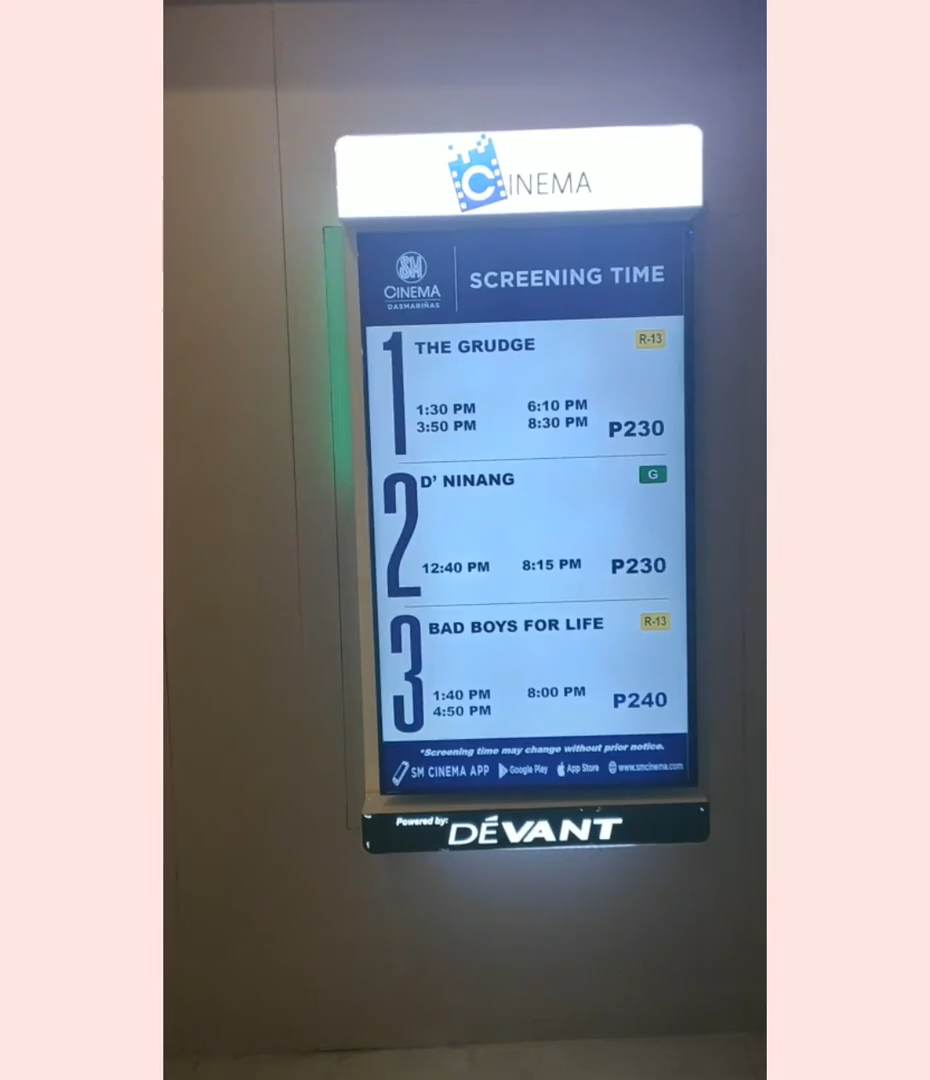 CINEMA
SM
CINEMA
DASMARIÑAS
SCREENING TIME
1 THE GRUDGE R-13
1:30 PM 6:10 PM
3:50 PM 8:30 PM P230
2 D' NINANG G
12:40 PM 8:15 PM P230
3 BAD BOYS FOR LIFE R-13
1:40 PM 8:00 PM P240
4:50 PM
*Screening time may change without prior notice.
SM CINEMA APP Google Play App Store www.smcinema.com
Powered by: DÉVANT